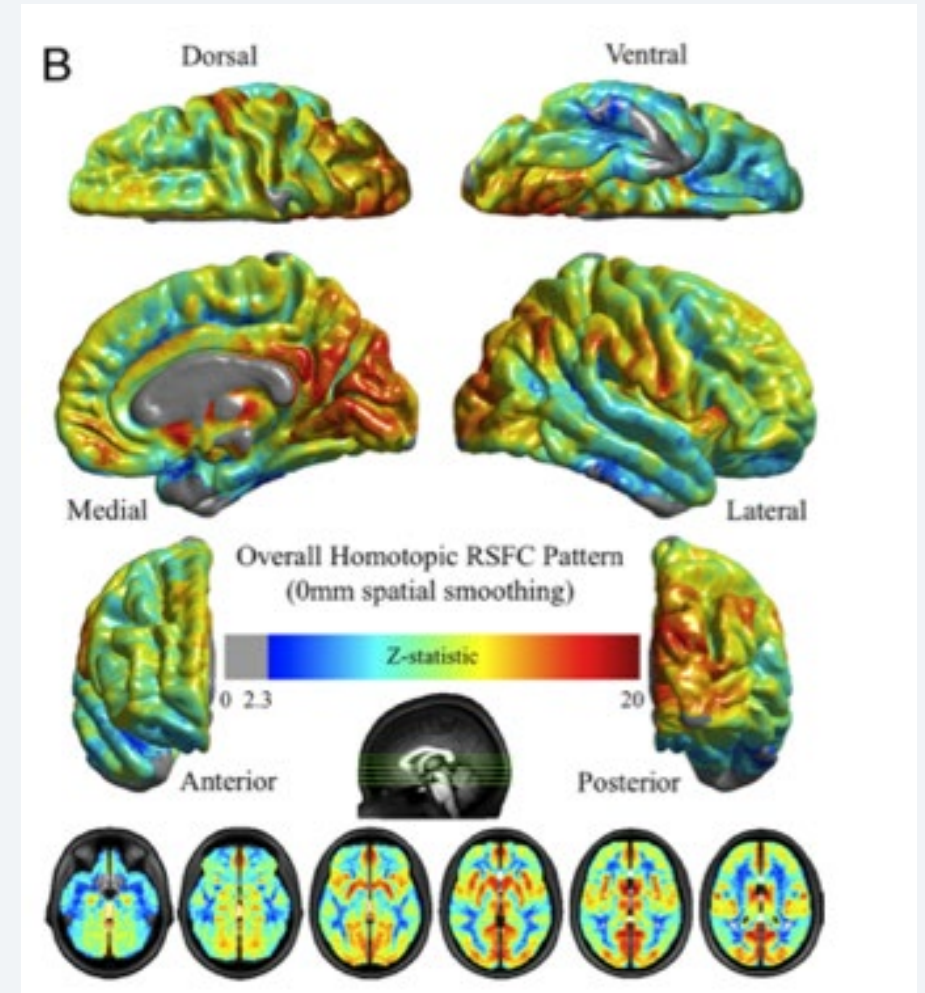 B
Dorsal
Ventral
Medial
Lateral
Overall Homotopic RSFC Pattern
(0mm spatial smoothing)
Z-statistic
0 2.3
20
Anterior
Posterior